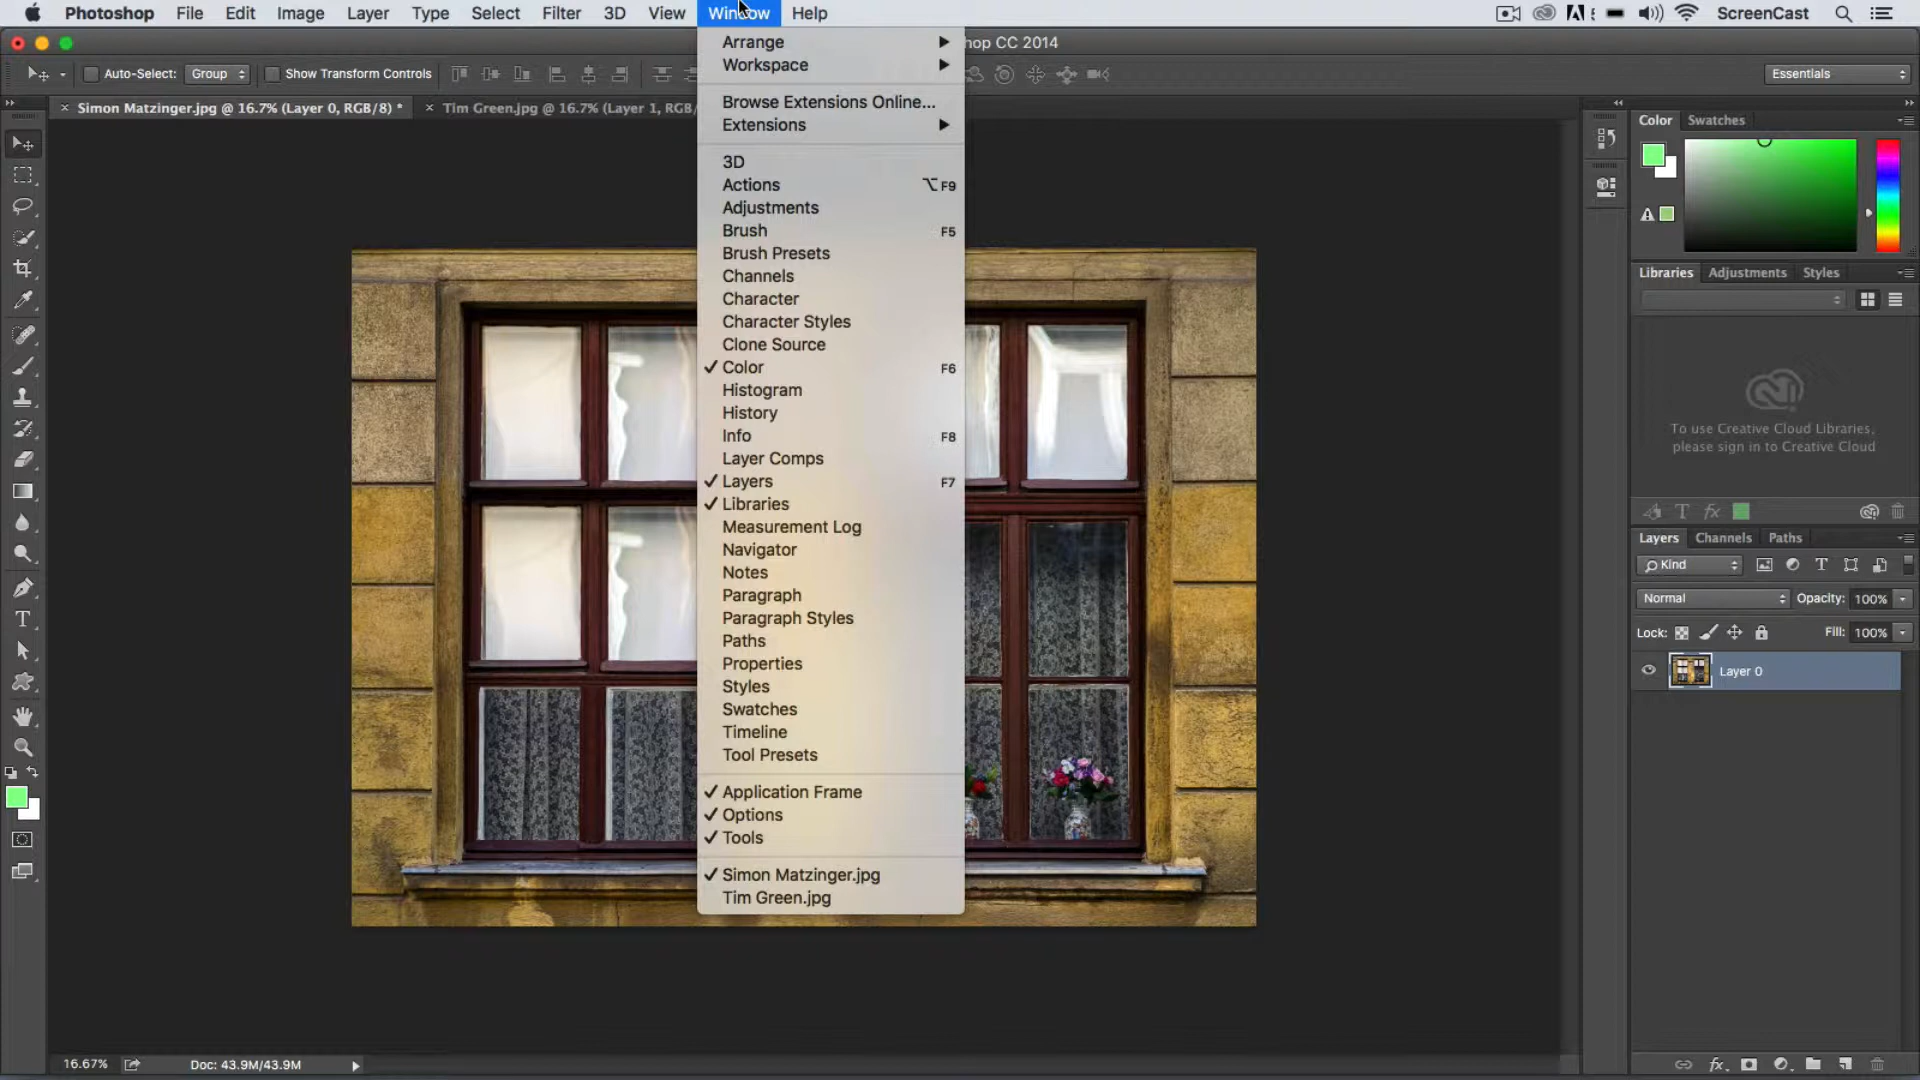 Photoshop File Edit Image Layer Type Select Filter 3D View Window Help ScreenCast
hop CC 2014
Auto-Select: Group Show Transform Controls Essentials
Simon Matzinger.jpg @ 16.7% (Layer 0, RGB/8) * Tim Green.jpg @ 16.7% (Layer 1, RGB/
Arrange
Workspace
Browse Extensions Online...
Extensions
3D
Actions ⌥F9
Adjustments
Brush F5
Brush Presets
Channels
Character
Character Styles
Clone Source
✓ Color F6
Histogram
History
Info F8
Layer Comps
✓ Layers F7
✓ Libraries
Measurement Log
Navigator
Notes
Paragraph
Paragraph Styles
Paths
Properties
Styles
Swatches
Timeline
Tool Presets
✓ Application Frame
✓ Options
✓ Tools
✓ Simon Matzinger.jpg
Tim Green.jpg
Color Swatches
Libraries Adjustments Styles
To use Creative Cloud Libraries,
please sign in to Creative Cloud
Layers Channels Paths
Kind
Normal Opacity: 100%
Lock: Fill: 100%
Layer 0
16.67% Doc: 43.9M/43.9M